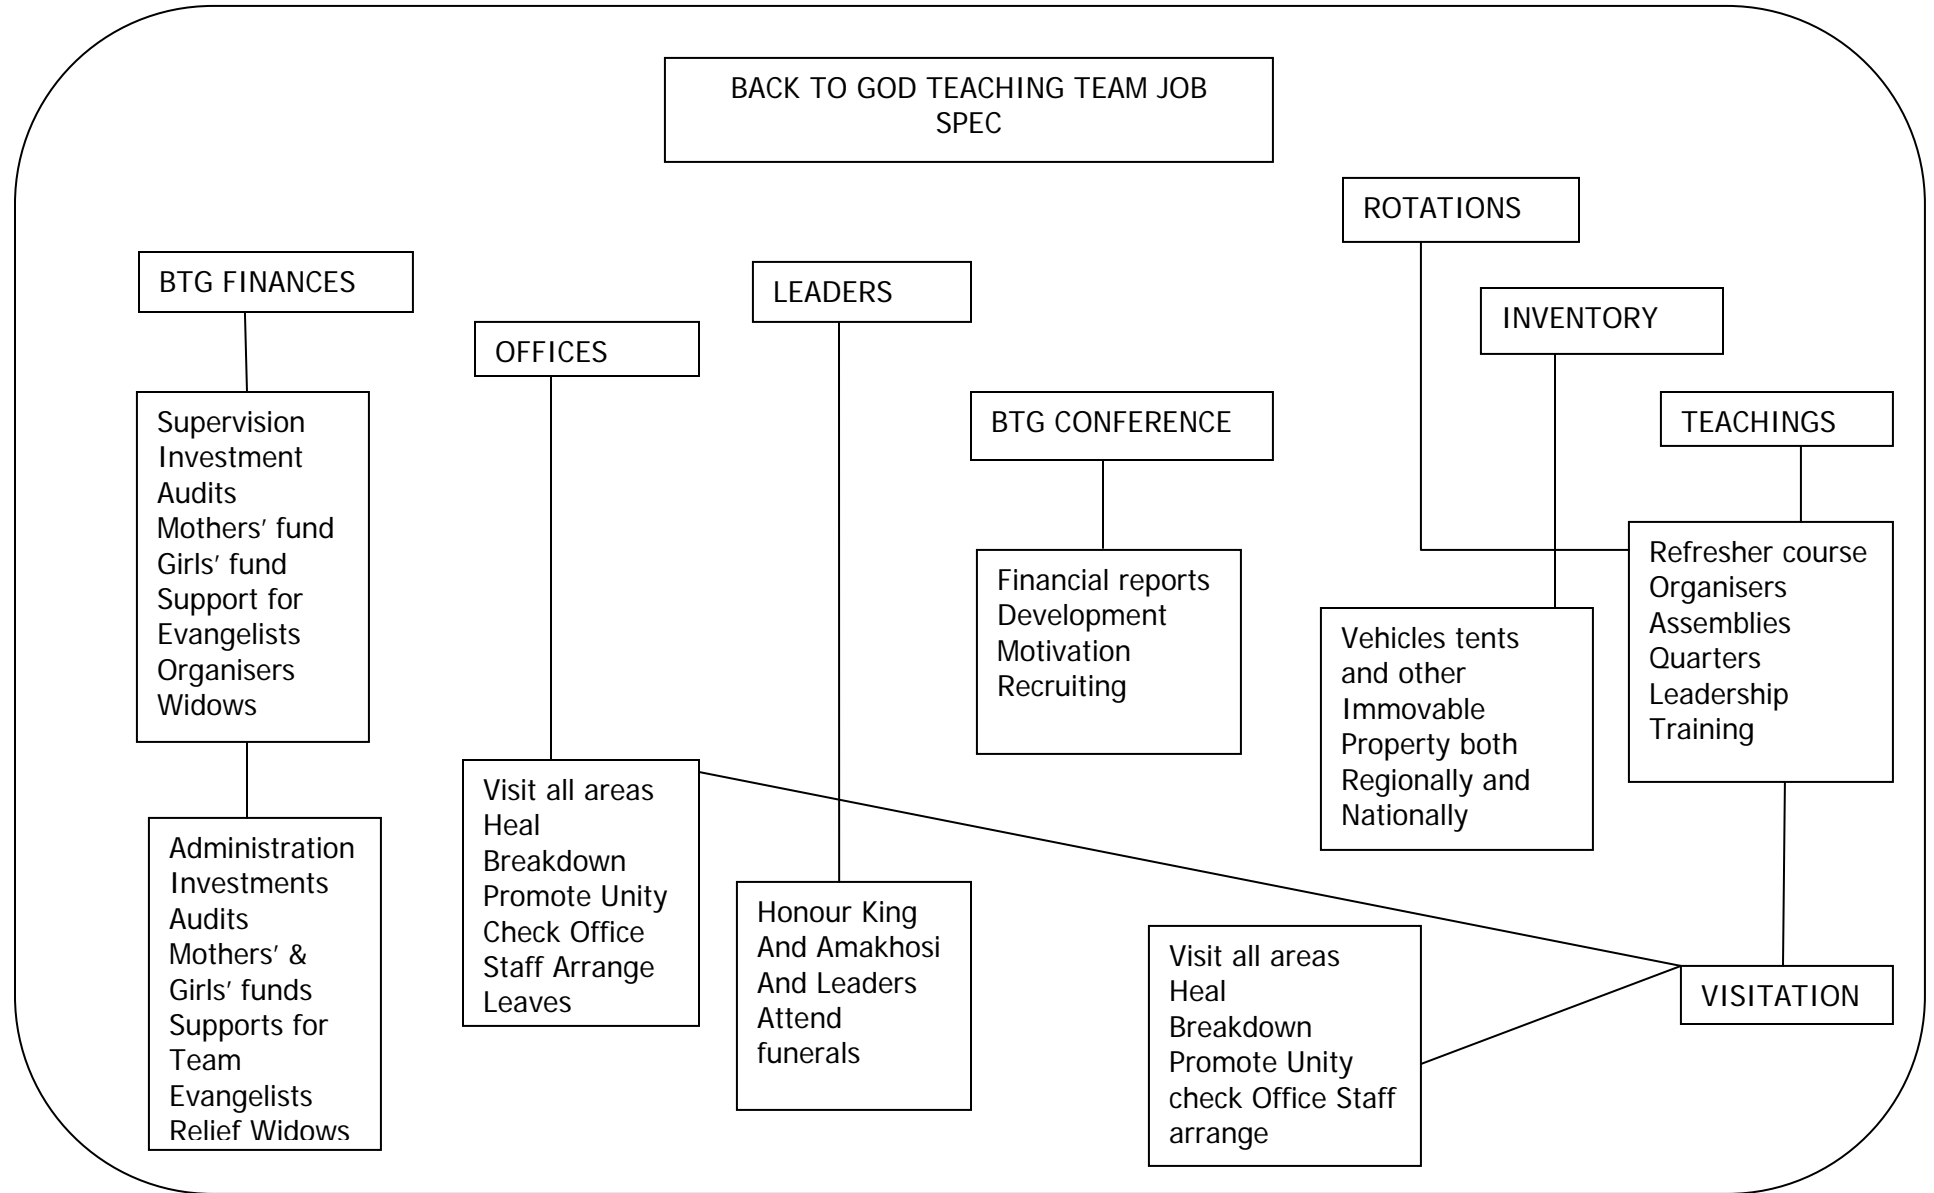 BACK TO GOD TEACHING TEAM JOB
SPEC
ROTATIONS
BTG FINANCES
LEADERS
INVENTORY
OFFICES
BTG CONFERENCE
TEACHINGS
Supervision
Investment
Audits
Mothers’ fund
Girls’ fund
Support for
Evangelists
Organisers
Widows
Refresher course
Organisers
Assemblies
Quarters
Leadership
Training
Financial reports
Development
Motivation
Recruiting
Vehicles tents
and other
Immovable
Property both
Regionally and
Nationally
Visit all areas
Heal
Breakdown
Promote Unity
Check Office
Staff Arrange
Leaves
Administration
Investments
Audits
Mothers’ &
Girls’ funds
Supports for
Team
Evangelists
Relief Widows
Honour King
And Amakhosi
And Leaders
Attend
funerals
Visit all areas
Heal
Breakdown
Promote Unity
check Office Staff
arrange
VISITATION